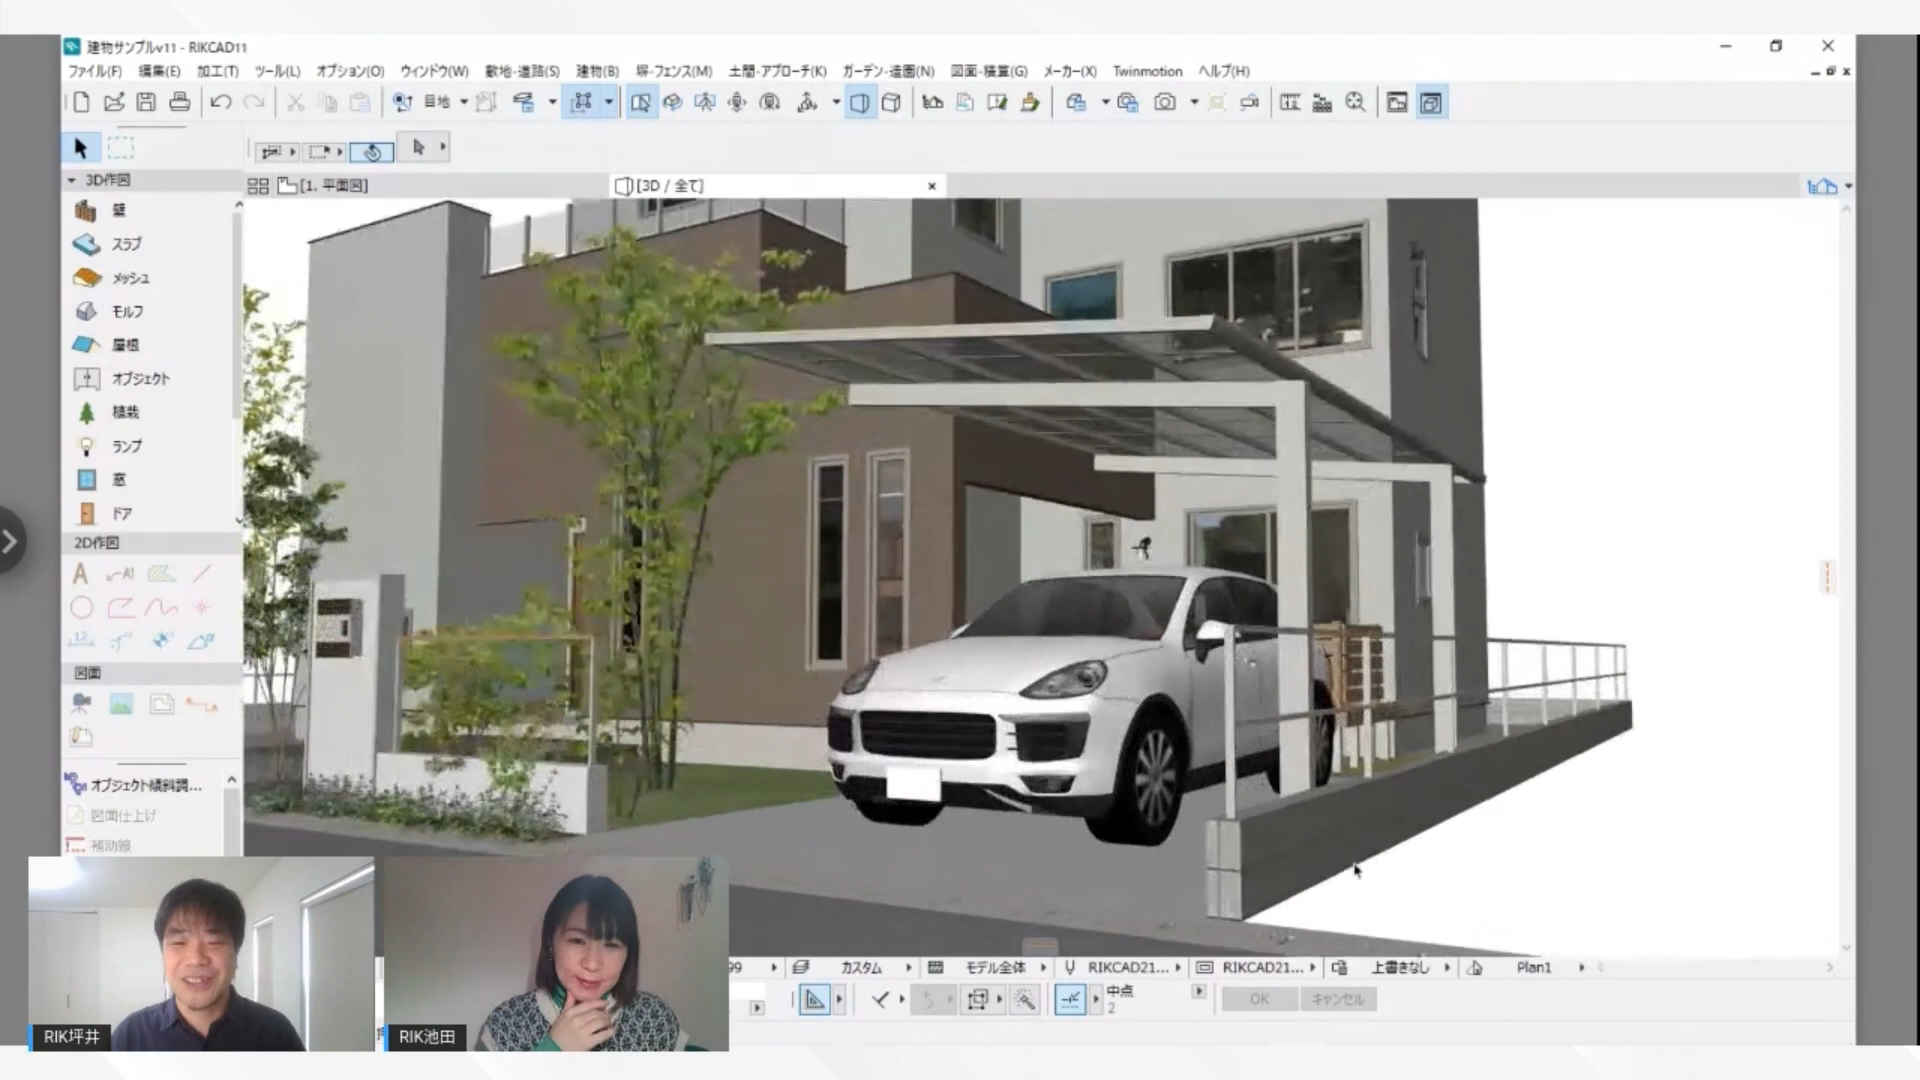 建物サンプルv11 - RIKCAD11
ファイル(F) 編集(E) 加工(T) ツール(L) オプション(O) ウィンドウ(W) 敷地-道路(S) 建物(B) 塀-フェンス(M) 土間-アプローチ(K) ガーデン-造園(N) 図面-積算(G) メーカー(X) Twinmotion ヘルプ(H)
目地
3D作図
[1. 平面図]
[3D / 全て]
壁
スラブ
メッシュ
モルフ
屋根
オブジェクト
植栽
ランプ
窓
ドア
2D作図
A A1
1.2
図面
オブジェクト傾斜調...
図面仕上げ
補助線
99 カスタム モデル全体 RIKCAD21... RIKCAD21... 上書きなし Plan1
中点
2
OK キャンセル
RIK坪井
RIK池田